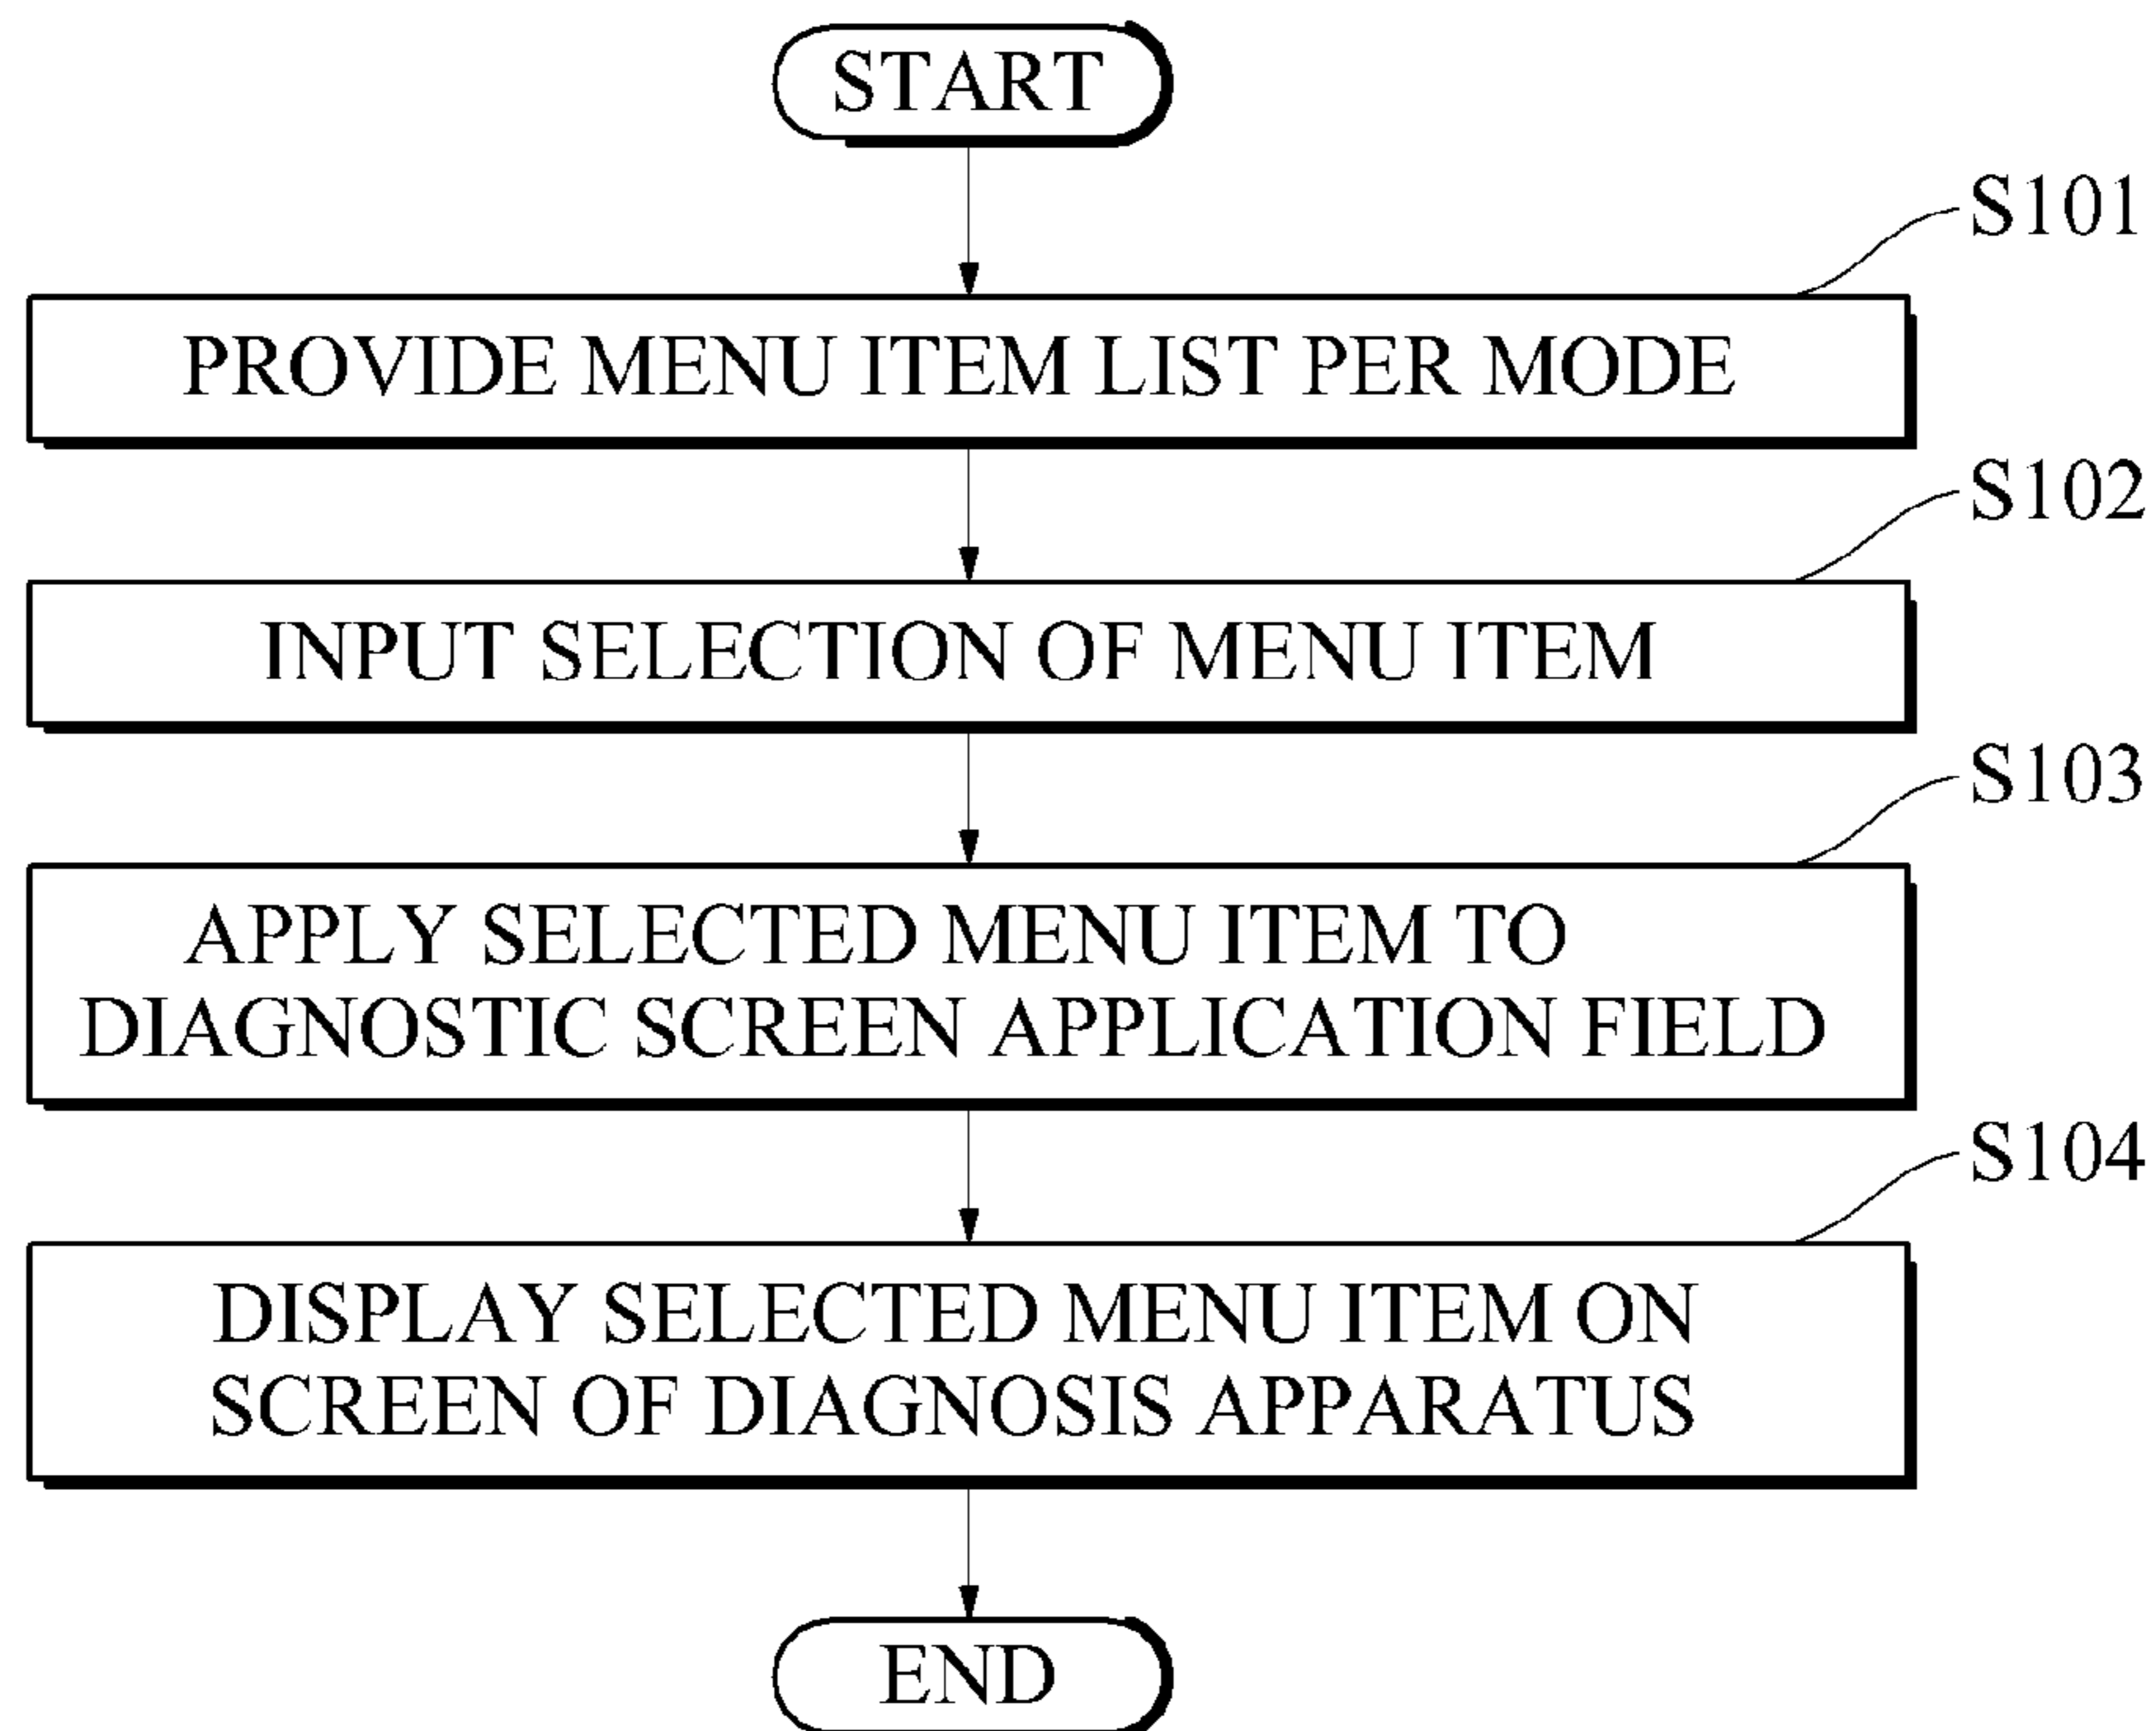 START
S101
PROVIDE MENU ITEM LIST PER MODE
S102
INPUT SELECTION OF MENU ITEM
S103
APPLY SELECTED MENU ITEM TO
DIAGNOSTIC SCREEN APPLICATION FIELD
S104
DISPLAY SELECTED MENU ITEM ON
SCREEN OF DIAGNOSIS APPARATUS
END